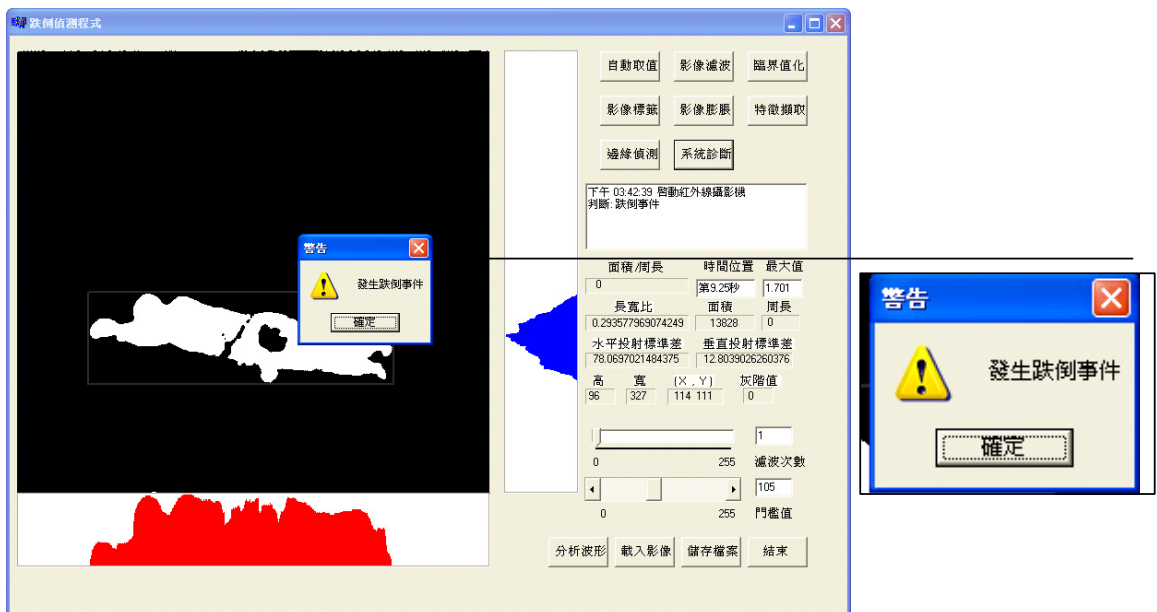 跌倒偵測程式
自動取值 影像濾波 臨界值化
影像標籤 影像膨脹 特徵擷取
邊緣偵測 系統診斷
下午 03:42:39 啓動紅外線攝影機
判斷: 跌倒事件
警告
發生跌倒事件
確定
面積/周長 時間位置 最大值
0 第9.25秒 1.701
長寬比 面積 周長
0.293577969074249 13828 0
水平投射標準差 垂直投射標準差
78.0697021484375 12.8039026260376
高 寬 (X , Y) 灰階值
96 327 114 111 0
1
0 255 濾波次數
105
0 255 門檻值
分析波形 載入影像 儲存檔案 結束
警告
發生跌倒事件
確定